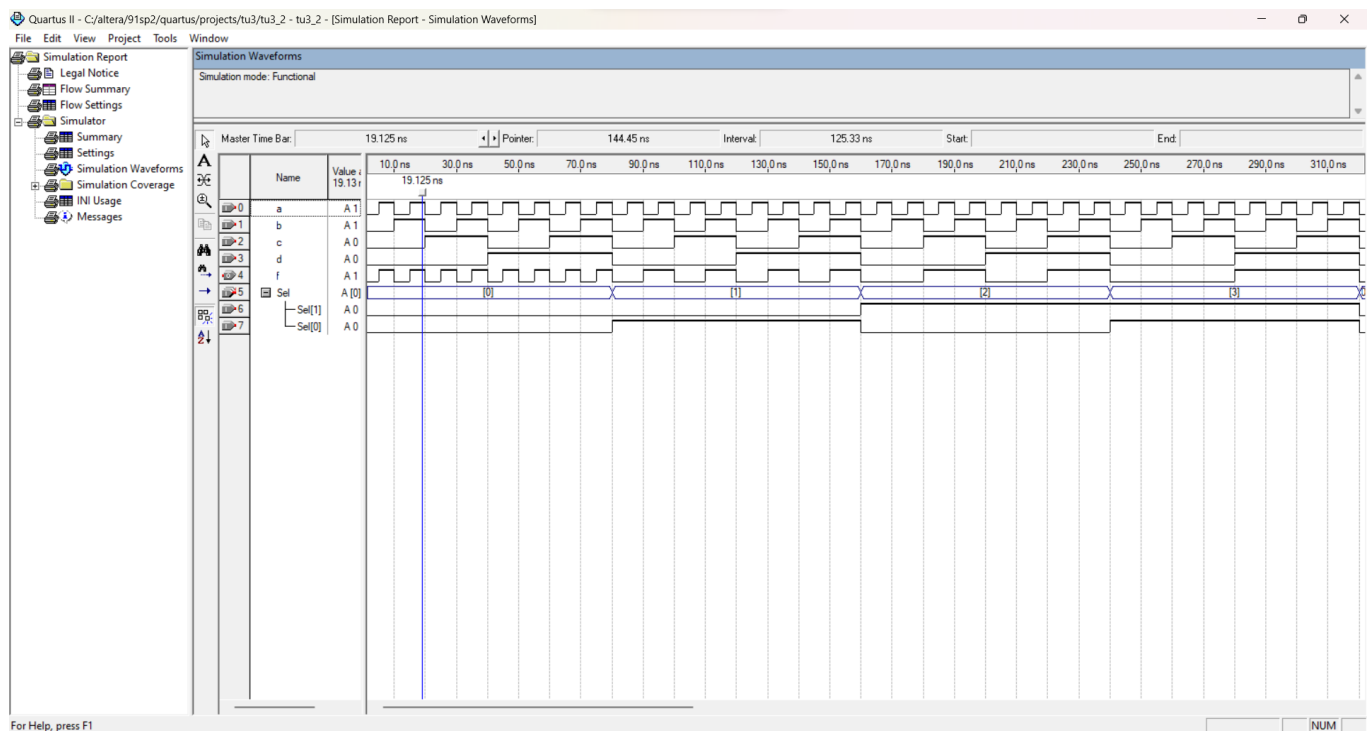 Quartus II - C:/altera/91sp2/quartus/projects/tu3/tu3_2 - tu3_2 - [Simulation Report - Simulation Waveforms]
File Edit View Project Tools Window
Simulation Report
Legal Notice
Flow Summary
Flow Settings
Simulator
Summary
Settings
Simulation Waveforms
Simulation Coverage
INI Usage
Messages
Simulation Waveforms
Simulation mode: Functional
Master Time Bar: 19.125 ns Pointer: 144.45 ns Interval: 125.33 ns Start: End:
Name
Value
19.13
10.0 ns 30.0 ns 50.0 ns 70.0 ns 90.0 ns 110.0 ns 130.0 ns 150.0 ns 170.0 ns 190.0 ns 210.0 ns 230.0 ns 250.0 ns 270.0 ns 290.0 ns 310.0 ns
19.125 ns
0 a A 1
1 b A 1
2 c A 0
3 d A 0
4 f A 1
5 Sel A [0] [0] [1] [2] [3]
6 Sel[1] A 0
7 Sel[0] A 0
For Help, press F1
NUM